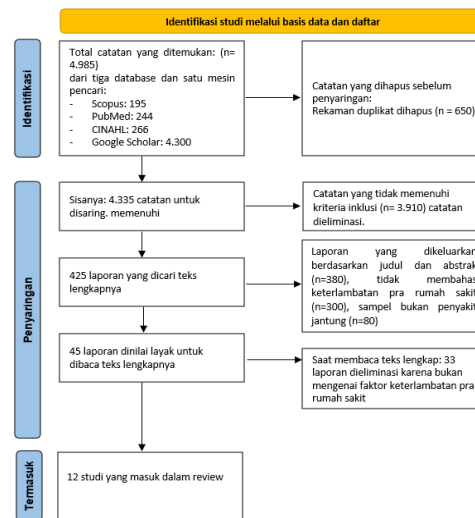 Identifikasi studi melalui basis data dan daftar
Identifikasi
Total catatan yang ditemukan: (n=
4.985)
dari tiga database dan satu mesin
pencari:
- Scopus: 195
- PubMed: 244
- CINAHL: 266
- Google Scholar: 4.300
Catatan yang dihapus sebelum
penyaringan:
Rekaman duplikat dihapus (n = 650)
Penyaringan
Sisanya: 4.335 catatan untuk
disaring. memenuhi
Catatan yang tidak memenuhi
kriteria inklusi (n= 3.910) catatan
dieliminasi.
425 laporan yang dicari teks
lengkapnya
Laporan yang dikeluarkan
berdasarkan judul dan abstrak
(n=380), tidak membahas
keterlambatan pra rumah sakit
(n=300), sampel bukan penyakit
jantung (n=80)
45 laporan dinilai layak untuk
dibaca teks lengkapnya
Saat membaca teks lengkap: 33
laporan dieliminasi karena bukan
mengenai faktor keterlambatan pra
rumah sakit
Termasuk
12 studi yang masuk dalam review